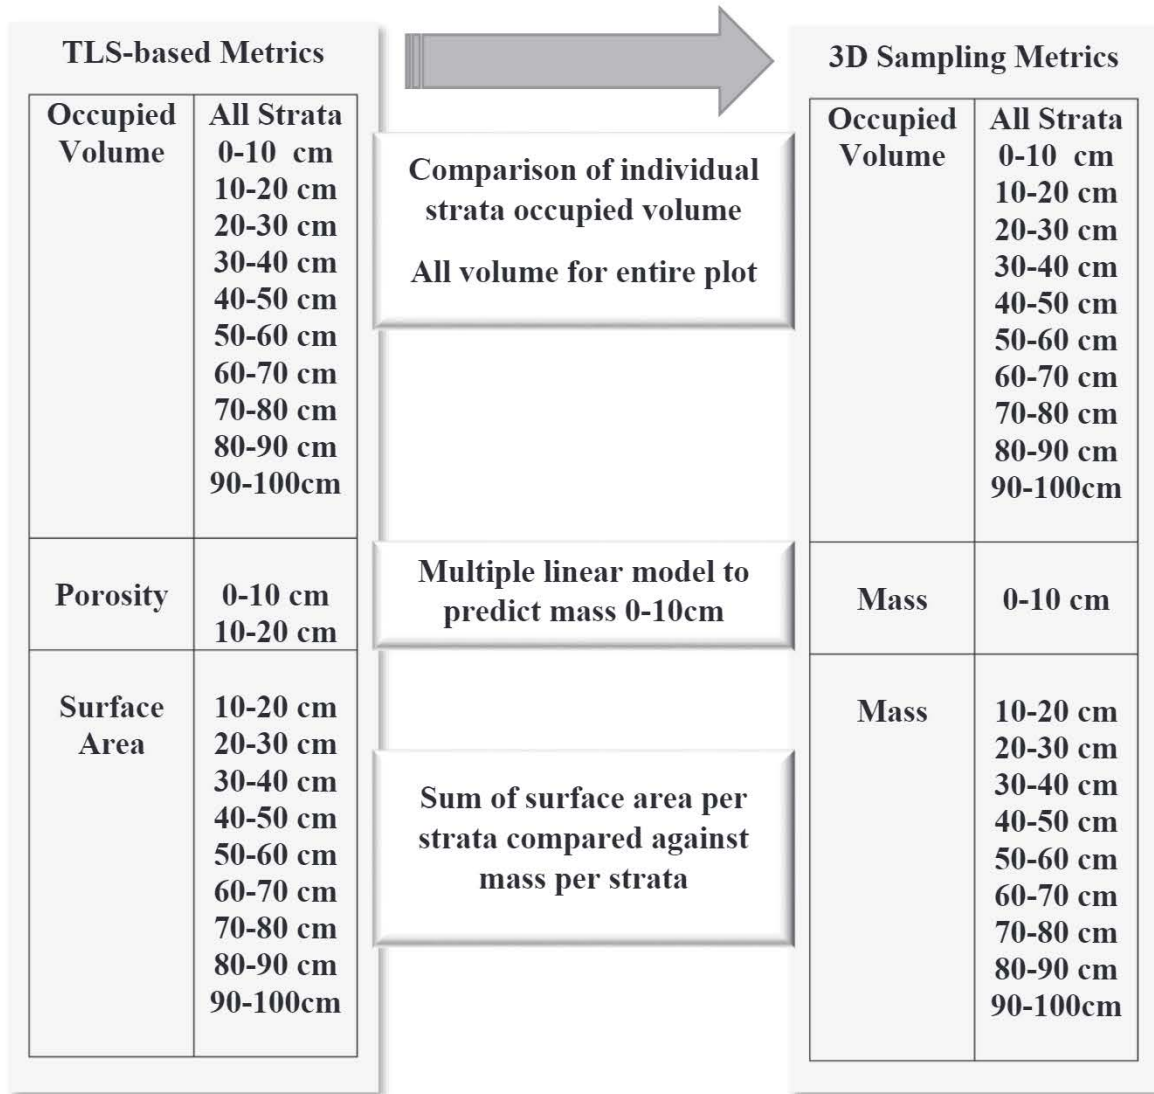 TLS-based Metrics
Occupied Volume
All Strata
0-10 cm
10-20 cm
20-30 cm
30-40 cm
40-50 cm
50-60 cm
60-70 cm
70-80 cm
80-90 cm
90-100cm
Porosity
0-10 cm
10-20 cm
Surface
Area
10-20 cm
20-30 cm
30-40 cm
40-50 cm
50-60 cm
60-70 cm
70-80 cm
80-90 cm
90-100cm
Comparison of individual
strata occupied volume
All volume for entire plot
Multiple linear model to
predict mass 0-10cm
Sum of surface area per
strata compared against
mass per strata
3D Sampling Metrics
Occupied
Volume
All Strata
0-10 cm
10-20 cm
20-30 cm
30-40 cm
40-50 cm
50-60 cm
60-70 cm
70-80 cm
80-90 cm
90-100cm
Mass
0-10 cm
Mass
10-20 cm
20-30 cm
30-40 cm
40-50 cm
50-60 cm
60-70 cm
70-80 cm
80-90 cm
90-100cm